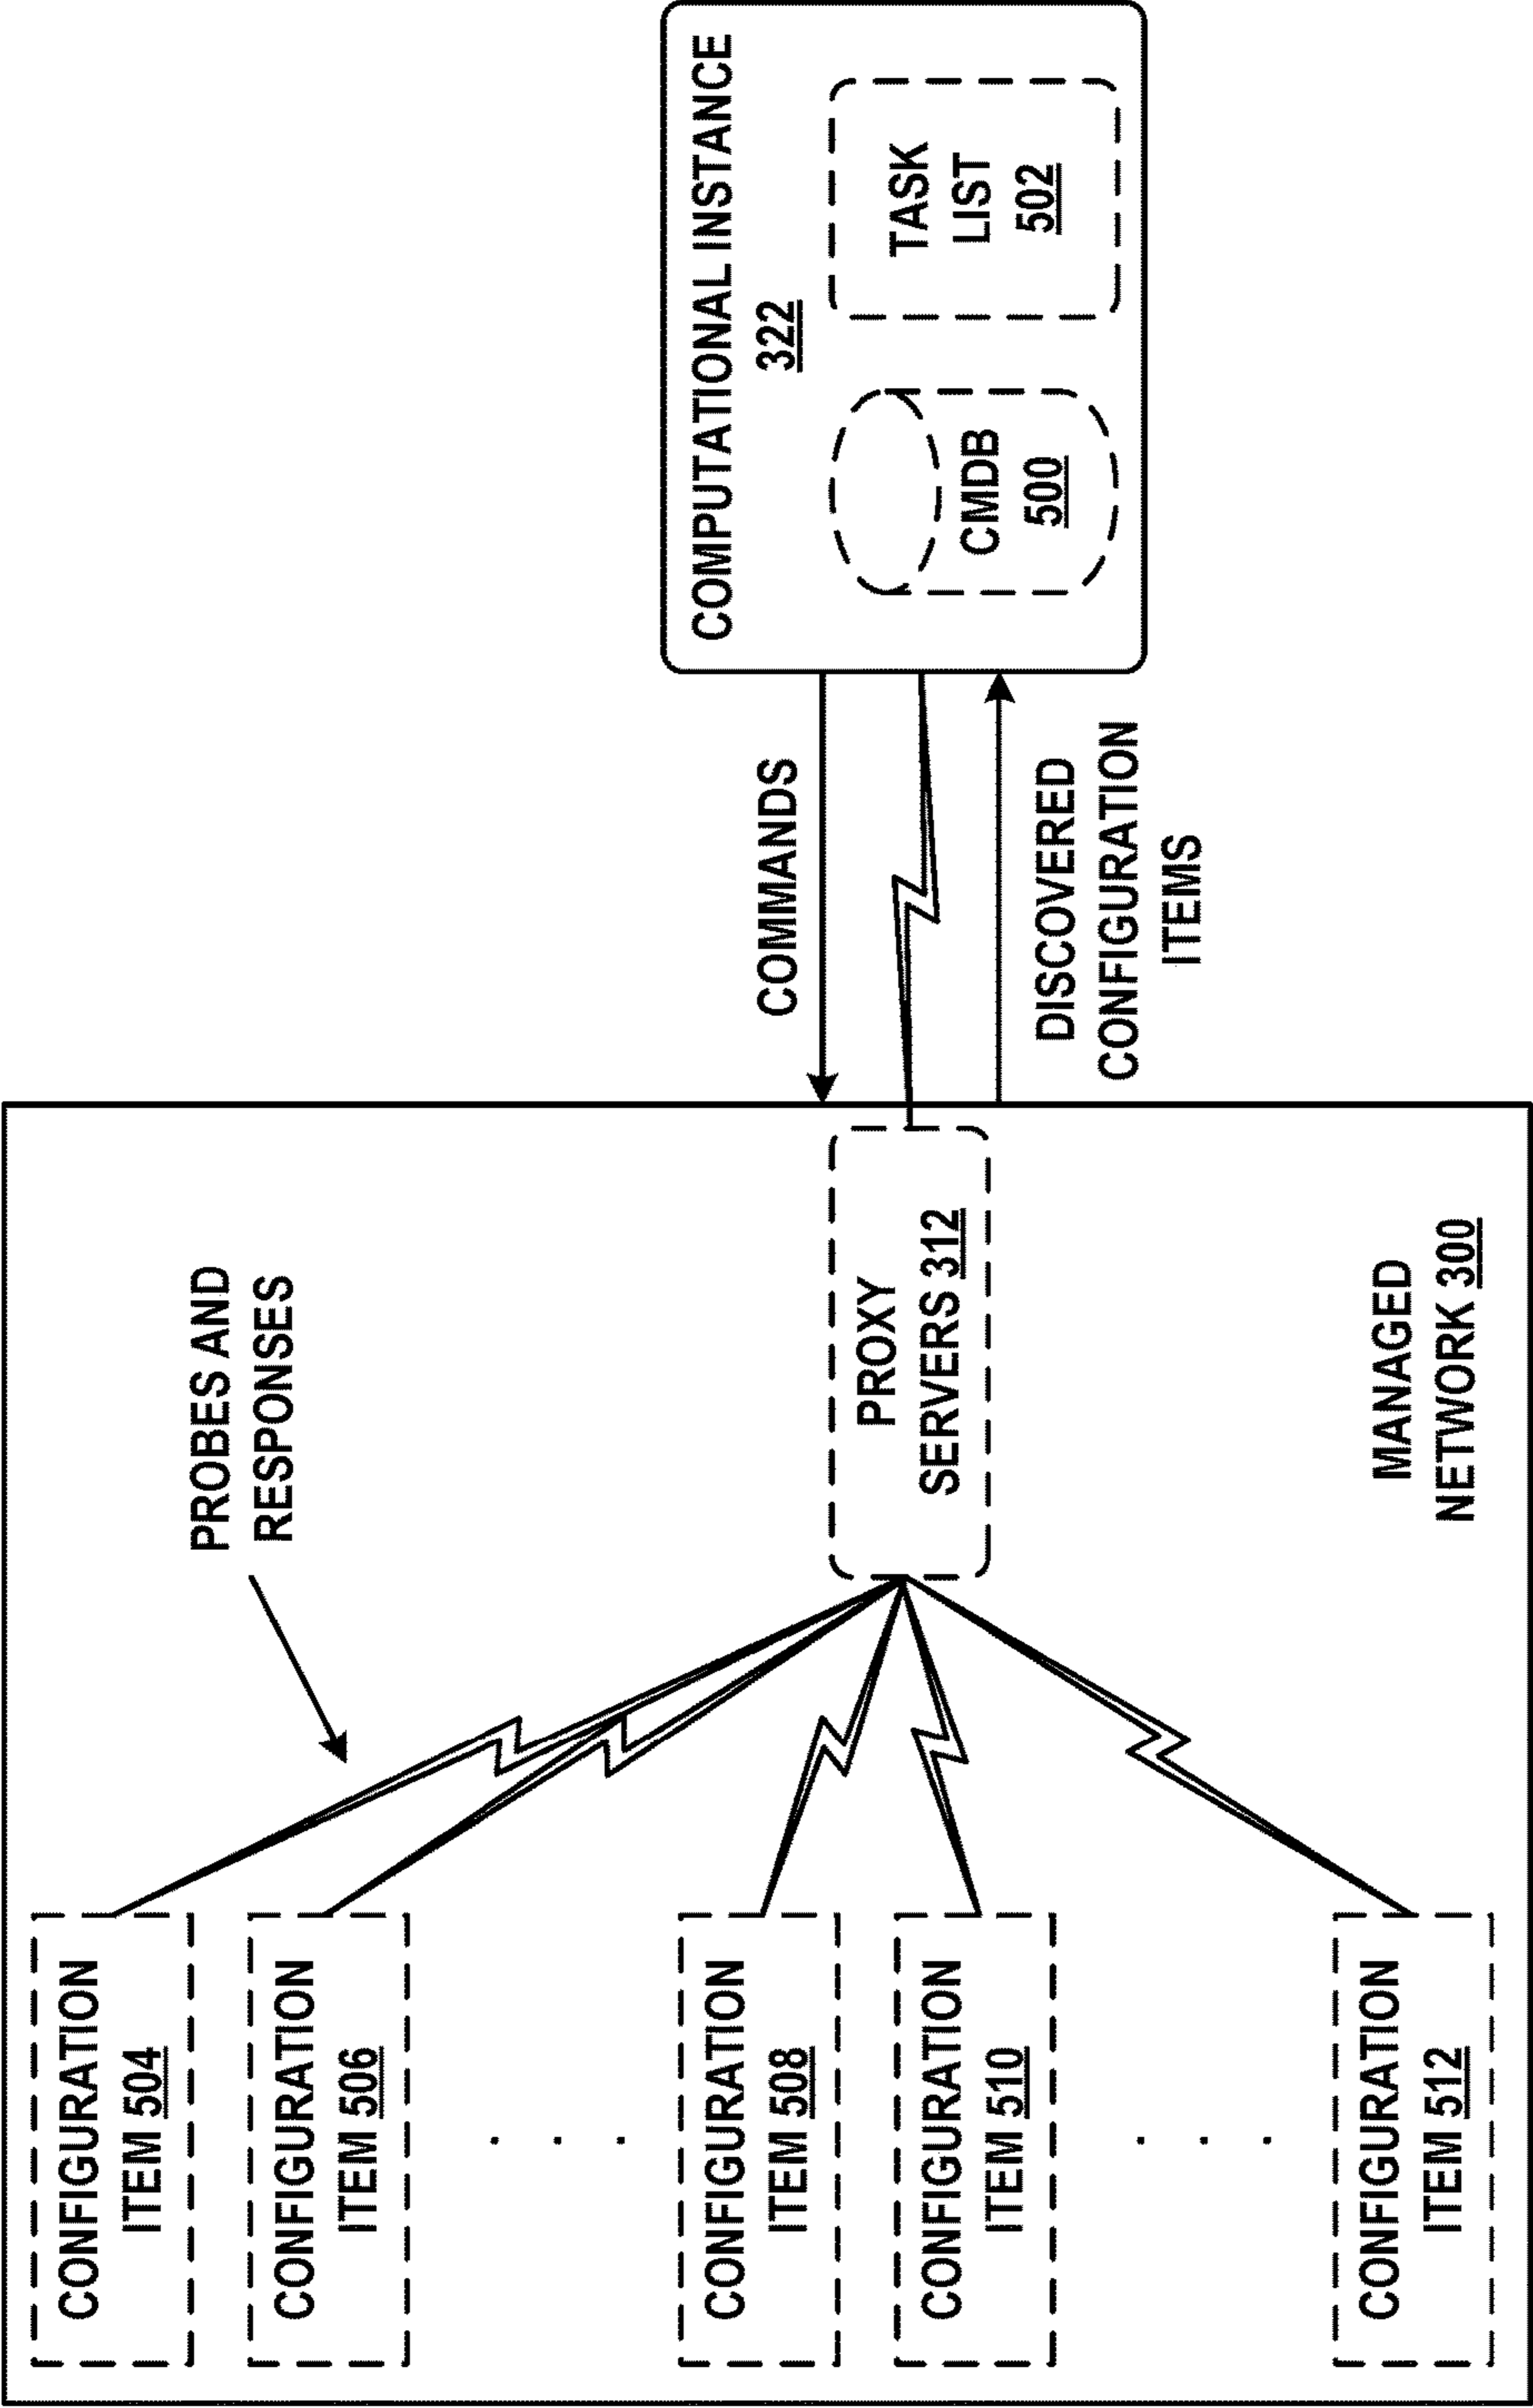 COMPUTATIONAL INSTANCE
322
CMDB
500
TASK
LIST
502
COMMANDS
DISCOVERED
CONFIGURATION
ITEMS
PROBES AND
RESPONSES
PROXY
SERVERS 312
MANAGED
NETWORK 300
CONFIGURATION
ITEM 504
CONFIGURATION
ITEM 506
. . .
CONFIGURATION
ITEM 508
CONFIGURATION
ITEM 510
. . .
CONFIGURATION
ITEM 512